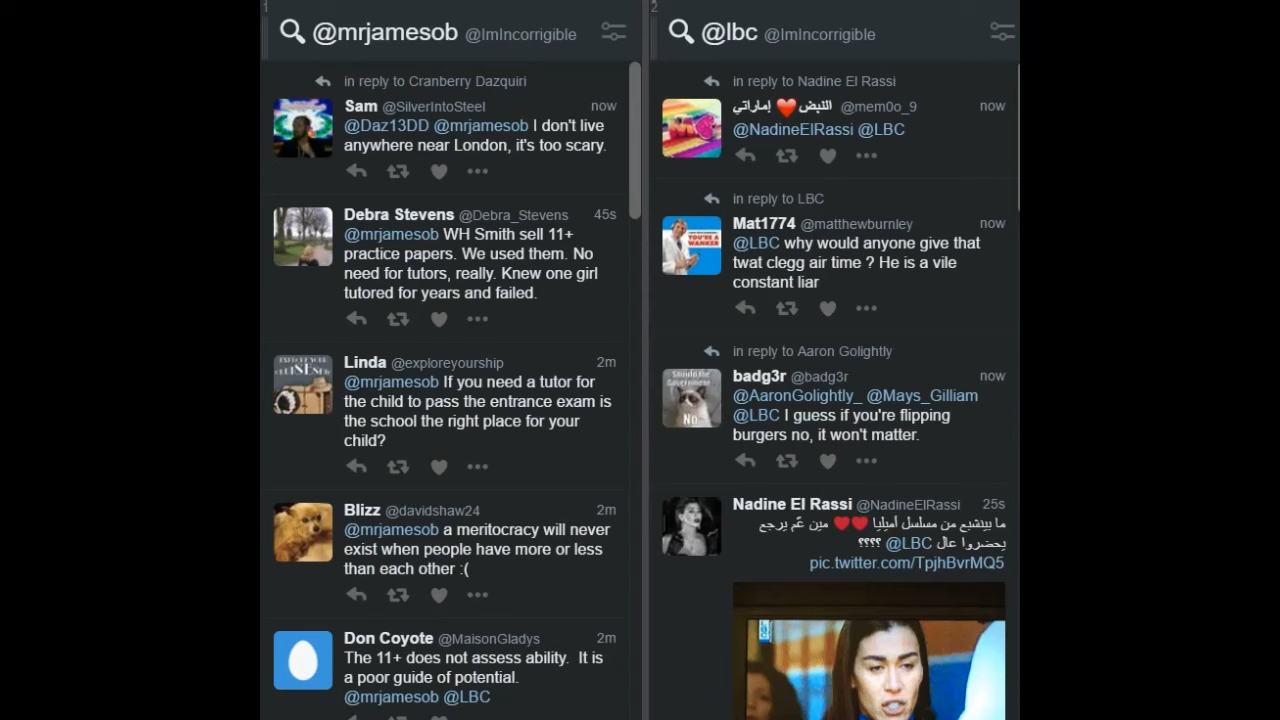 1
@mrjamesob @ImIncorrigible
in reply to Cranberry Dazquiri
Sam @SilverIntoSteel now
@Daz13DD @mrjamesob I don't live
anywhere near London, it's too scary.
Debra Stevens @Debra_Stevens 45s
@mrjamesob WH Smith sell 11+
practice papers. We used them. No
need for tutors, really. Knew one girl
tutored for years and failed.
Linda @exploreyourship 2m
@mrjamesob If you need a tutor for
the child to pass the entrance exam is
the school the right place for your
child?
Blizz @davidshaw24 2m
@mrjamesob a meritocracy will never
exist when people have more or less
than each other :(
Don Coyote @MaisonGladys 2m
The 11+ does not assess ability.  It is
a poor guide of potential.
@mrjamesob @LBC
2
@lbc @ImIncorrigible
in reply to Nadine El Rassi
النبض ❤️ إماراتي @mem0o_9 now
@NadineElRassi @LBC
in reply to LBC
Mat1774 @matthewburnley now
YOU'RE A
WANKER
@LBC why would anyone give that
twat clegg air time ? He is a vile
constant liar
in reply to Aaron Golightly
badg3r @badg3r now
No
@AaronGolightly_ @Mays_Gilliam
@LBC I guess if you're flipping
burgers no, it won't matter.
Nadine El Rassi @NadineElRassi 25s
ما بينشبع من مسلسل أميليا ❤️❤️ مين عّم يرجع
يحضروا عال @LBC ؟؟؟؟
pic.twitter.com/TpjhBvrMQ5